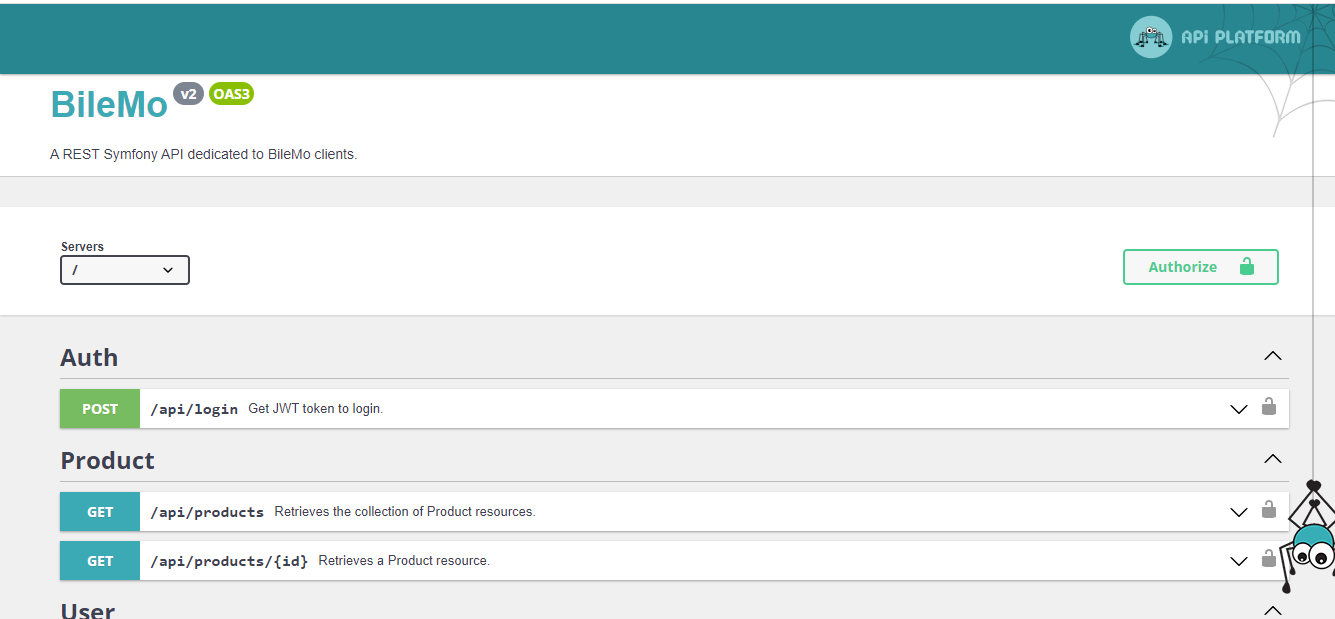 API PLATFORM
BileMo v2 OAS3
A REST Symfony API dedicated to BileMo clients.
Servers
/
Authorize
Auth
POST /api/login Get JWT token to login.
Product
GET /api/products Retrieves the collection of Product resources.
GET /api/products/{id} Retrieves a Product resource.
User